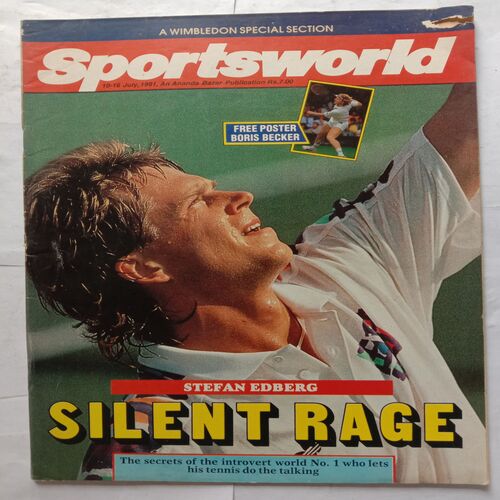 A WIMBLEDON SPECIAL SECTION
Sportsworld
10-16 July, 1991, An Ananda Bazar Publication Rs.7.00
FREE POSTER
BORIS BECKER
STEFAN EDBERG
SILENT RAGE
The secrets of the introvert world No. 1 who lets
his tennis do the talking